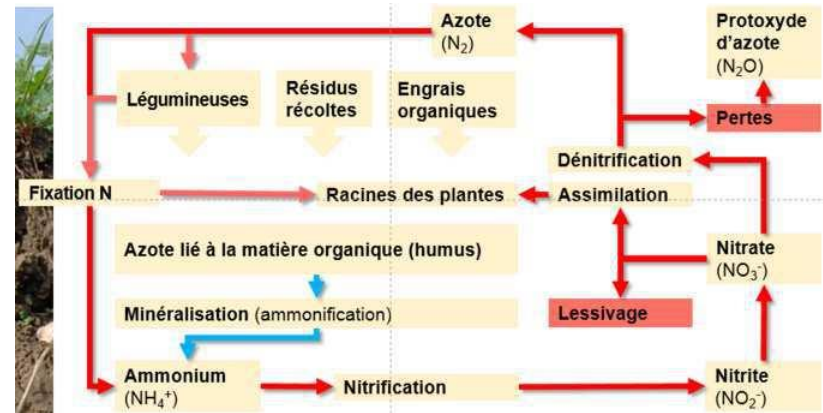 Azote
(N₂)
Protoxyde
d'azote
(N₂O)
Légumineuses
Résidus
récoltes
Engrais
organiques
Pertes
Dénitrification
Fixation N
Racines des plantes
Assimilation
Azote lié à la matière organique (humus)
Nitrate
(NO₃⁻)
Minéralisation (ammonification)
Lessivage
Ammonium
(NH₄⁺)
Nitrification
Nitrite
(NO₂⁻)